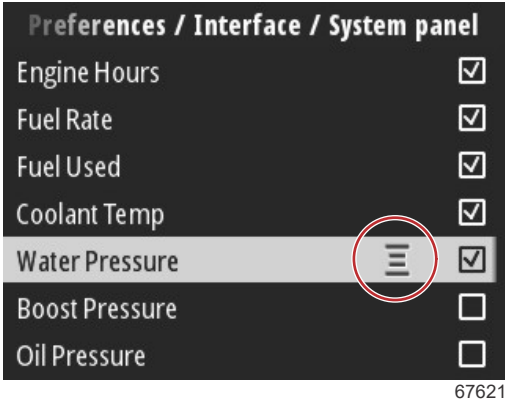 Preferences / Interface / System panel
Engine Hours
Fuel Rate
Fuel Used
Coolant Temp
Water Pressure
Boost Pressure
Oil Pressure
67621